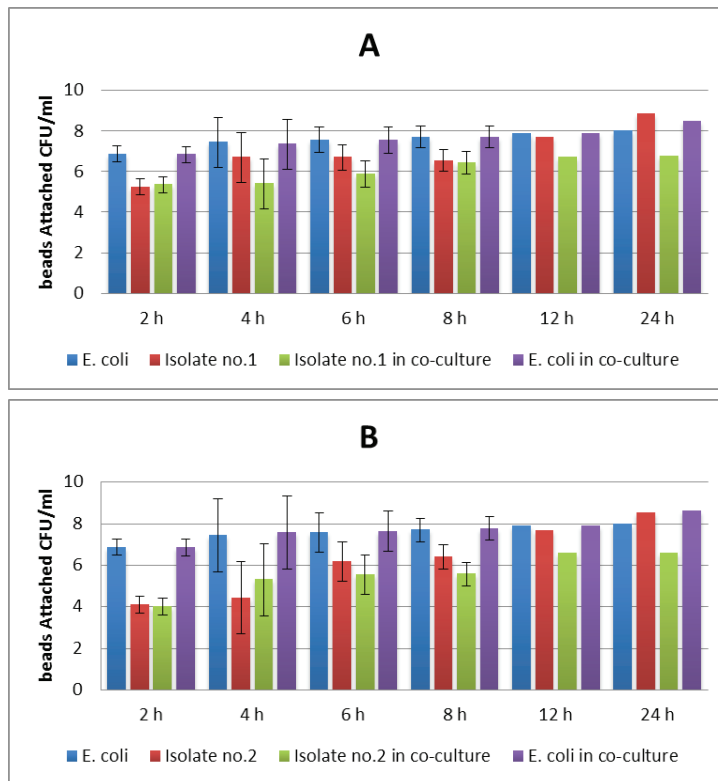 A
beads Attached CFU/ml
10
8
6
4
2
0
2 h 4 h 6 h 8 h 12 h 24 h
E. coli Isolate no.1 Isolate no.1 in co-culture E. coli in co-culture
B
beads Attached CFU/ml
10
8
6
4
2
0
2 h 4 h 6 h 8 h 12 h 24 h
E. coli Isolate no.2 Isolate no.2 in co-culture E. coli in co-culture